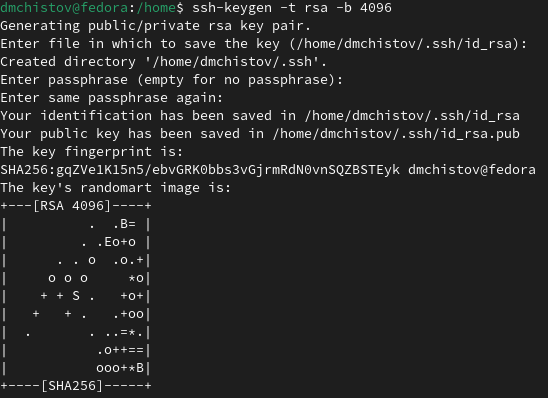 dmchistov@fedora:/home$ ssh-keygen -t rsa -b 4096
Generating public/private rsa key pair.
Enter file in which to save the key (/home/dmchistov/.ssh/id_rsa):
Created directory '/home/dmchistov/.ssh'.
Enter passphrase (empty for no passphrase):
Enter same passphrase again:
Your identification has been saved in /home/dmchistov/.ssh/id_rsa
Your public key has been saved in /home/dmchistov/.ssh/id_rsa.pub
The key fingerprint is:
SHA256:gqZVe1K15n5/ebvGRK0bbs3vGjrmRdN0vnSQZBSTEyk dmchistov@fedora
The key's randomart image is:
+---[RSA 4096]----+
|          .  .B= |
|         . .Eo+o |
|      . . o  .o.+|
|     o o o     *o|
|    + + S .   +o+|
|   +   + .   .+oo|
|  .       . ..=*.|
|           .o++==|
|           ooo+*B|
+----[SHA256]-----+